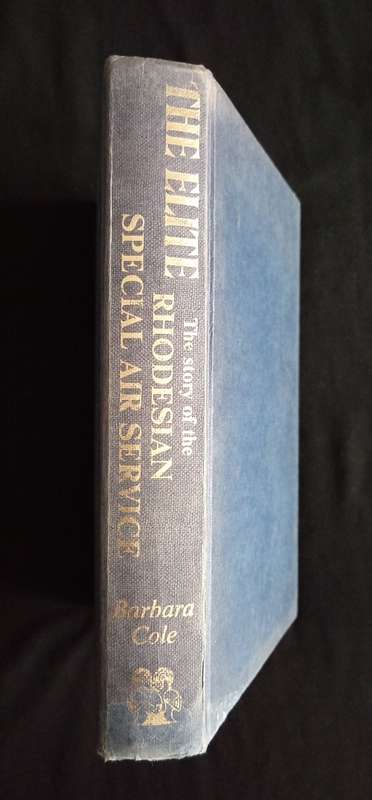 THE ELITE
The story of the
RHODESIAN
SPECIAL AIR SERVICE
Barbara
Cole